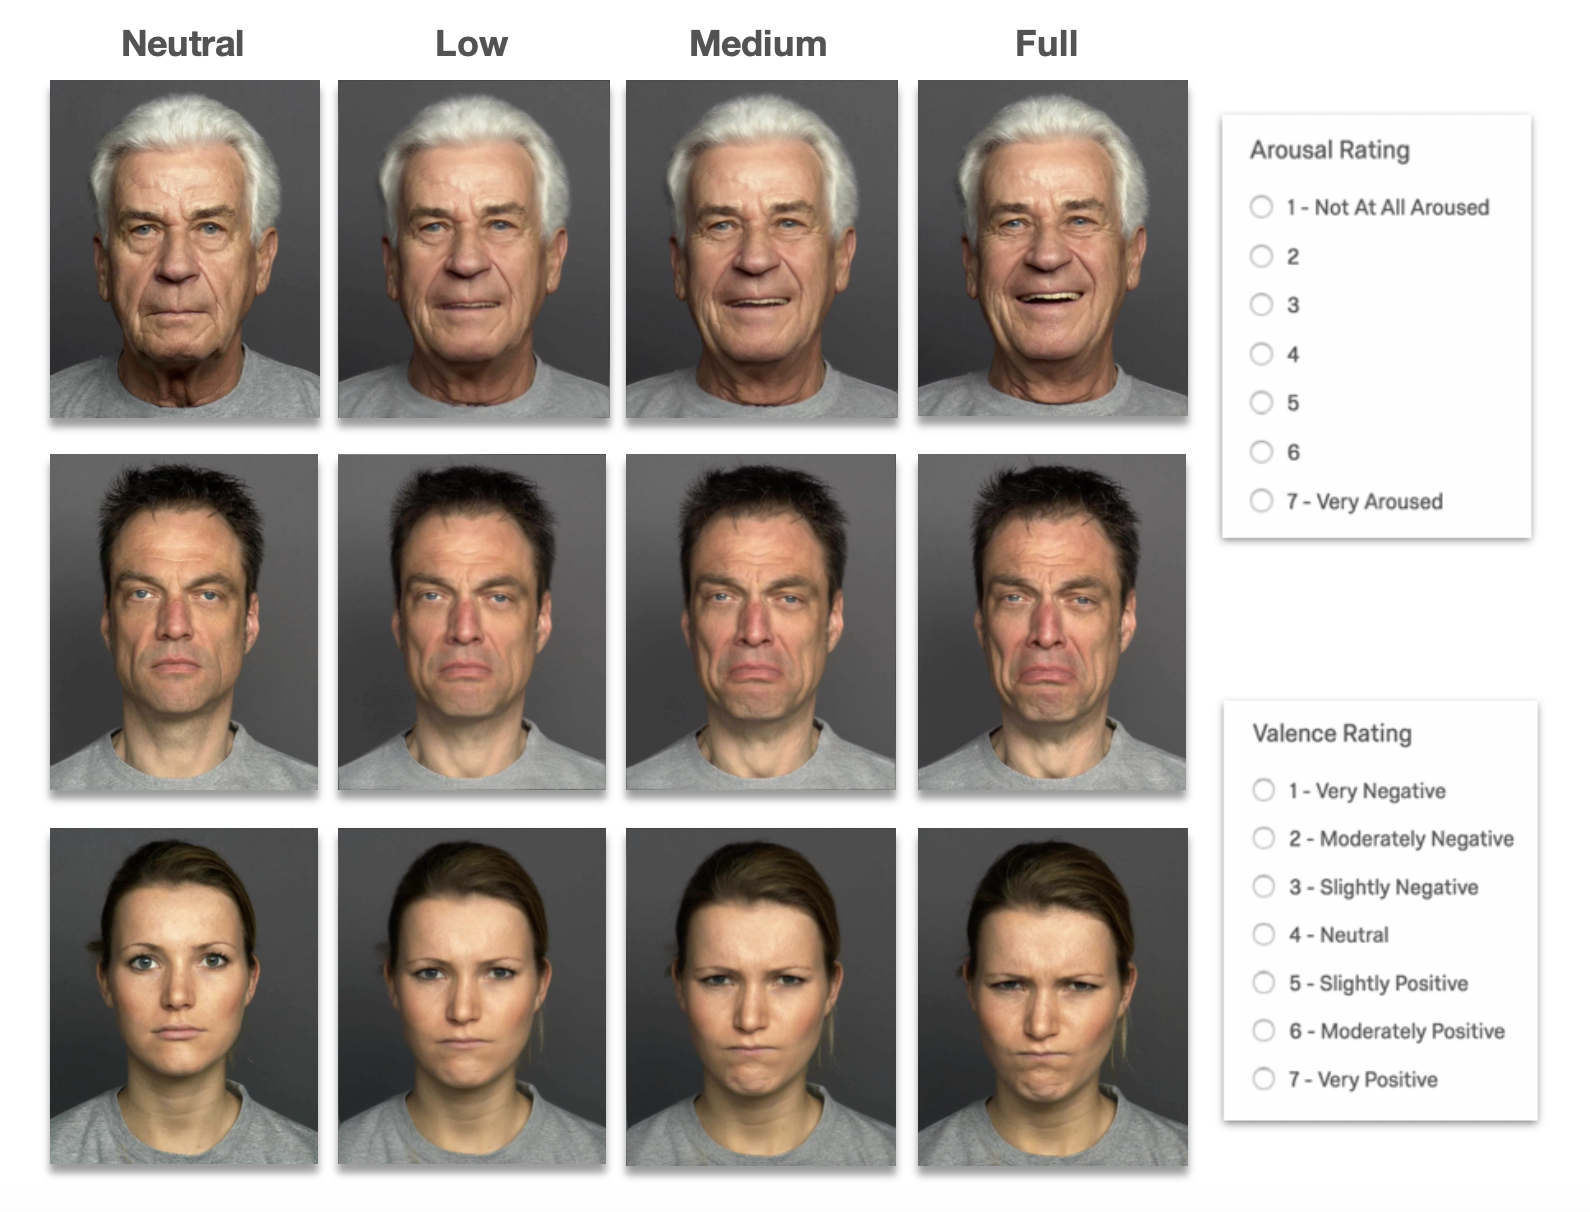 Neutral
Low
Medium
Full
Arousal Rating
1 - Not At All Aroused
2
3
4
5
6
7 - Very Aroused
Valence Rating
1 - Very Negative
2 - Moderately Negative
3 - Slightly Negative
4 - Neutral
5 - Slightly Positive
6 - Moderately Positive
7 - Very Positive